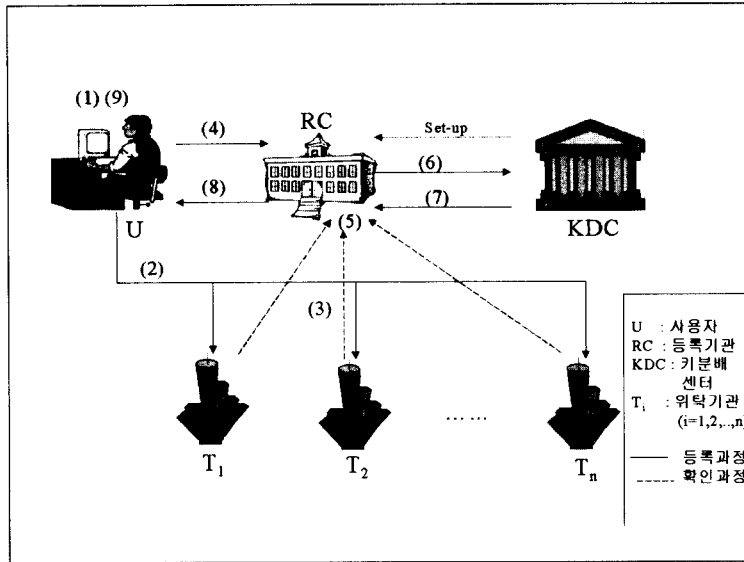 (1) (9)
(4)
RC
Set-up
(6)
(8)
(7)
U
(5)
KDC
(2)
(3)
T1
T2
... ...
Tn
U : 사용자
RC : 등록기관
KDC : 키분배
센터
Ti : 위탁기관
(i=1,2,..,n)
등록과정
확인과정